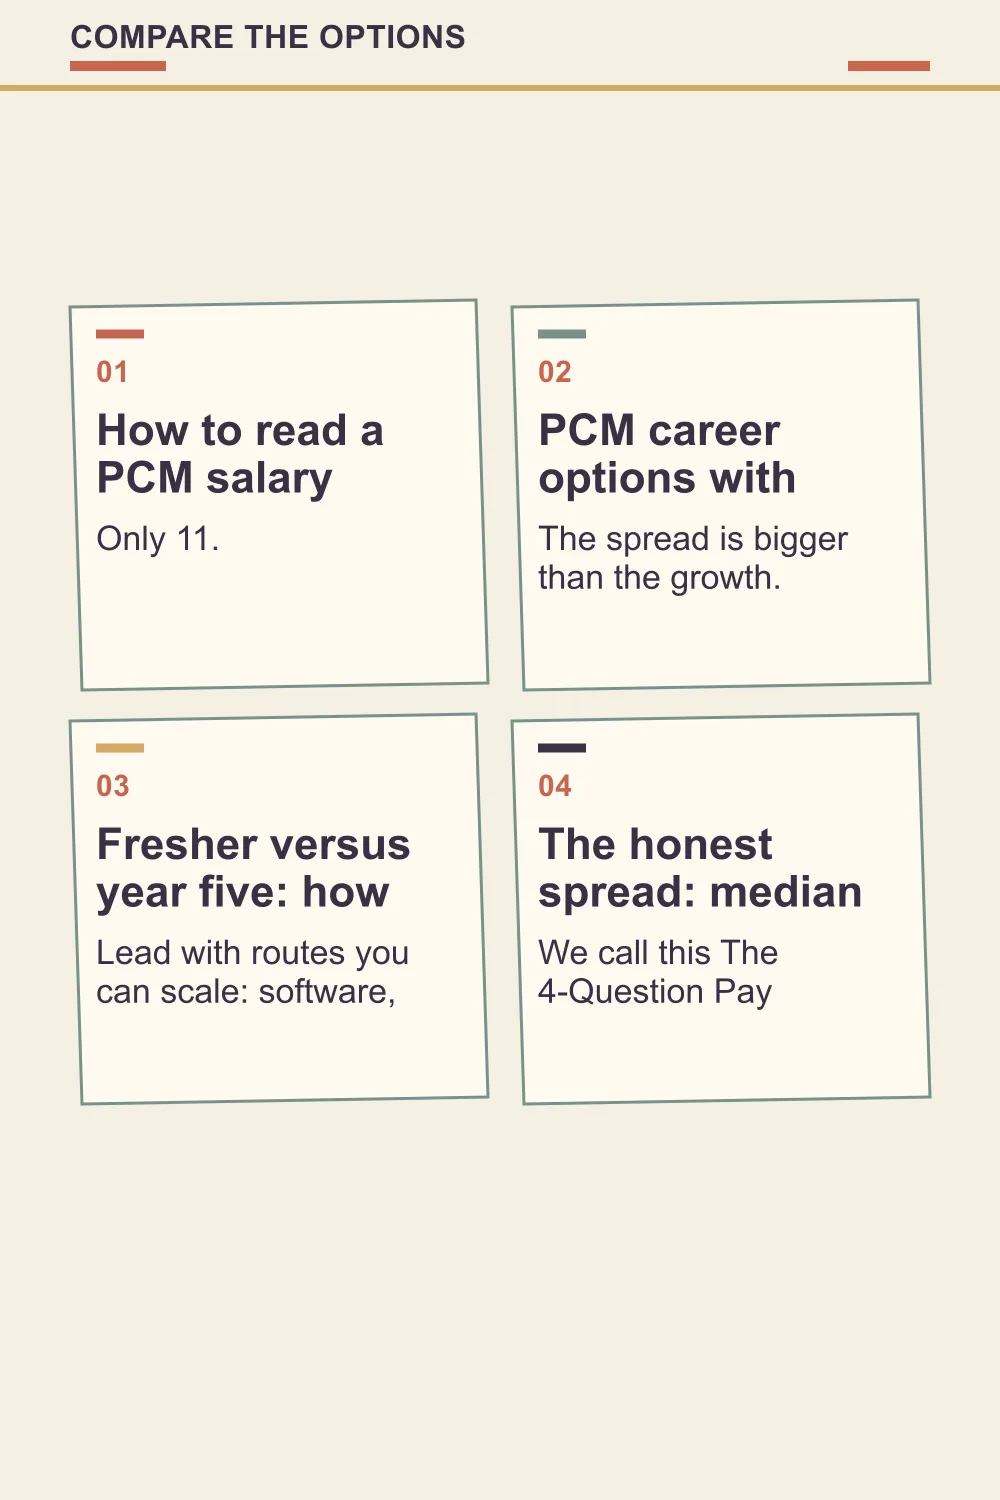 COMPARE THE OPTIONS
01
How to read a
PCM salary
Only 11.
02
PCM career
options with
The spread is bigger
than the growth.
03
Fresher versus
year five: how
Lead with routes you
can scale: software,
04
The honest
spread: median
We call this The
4-Question Pay